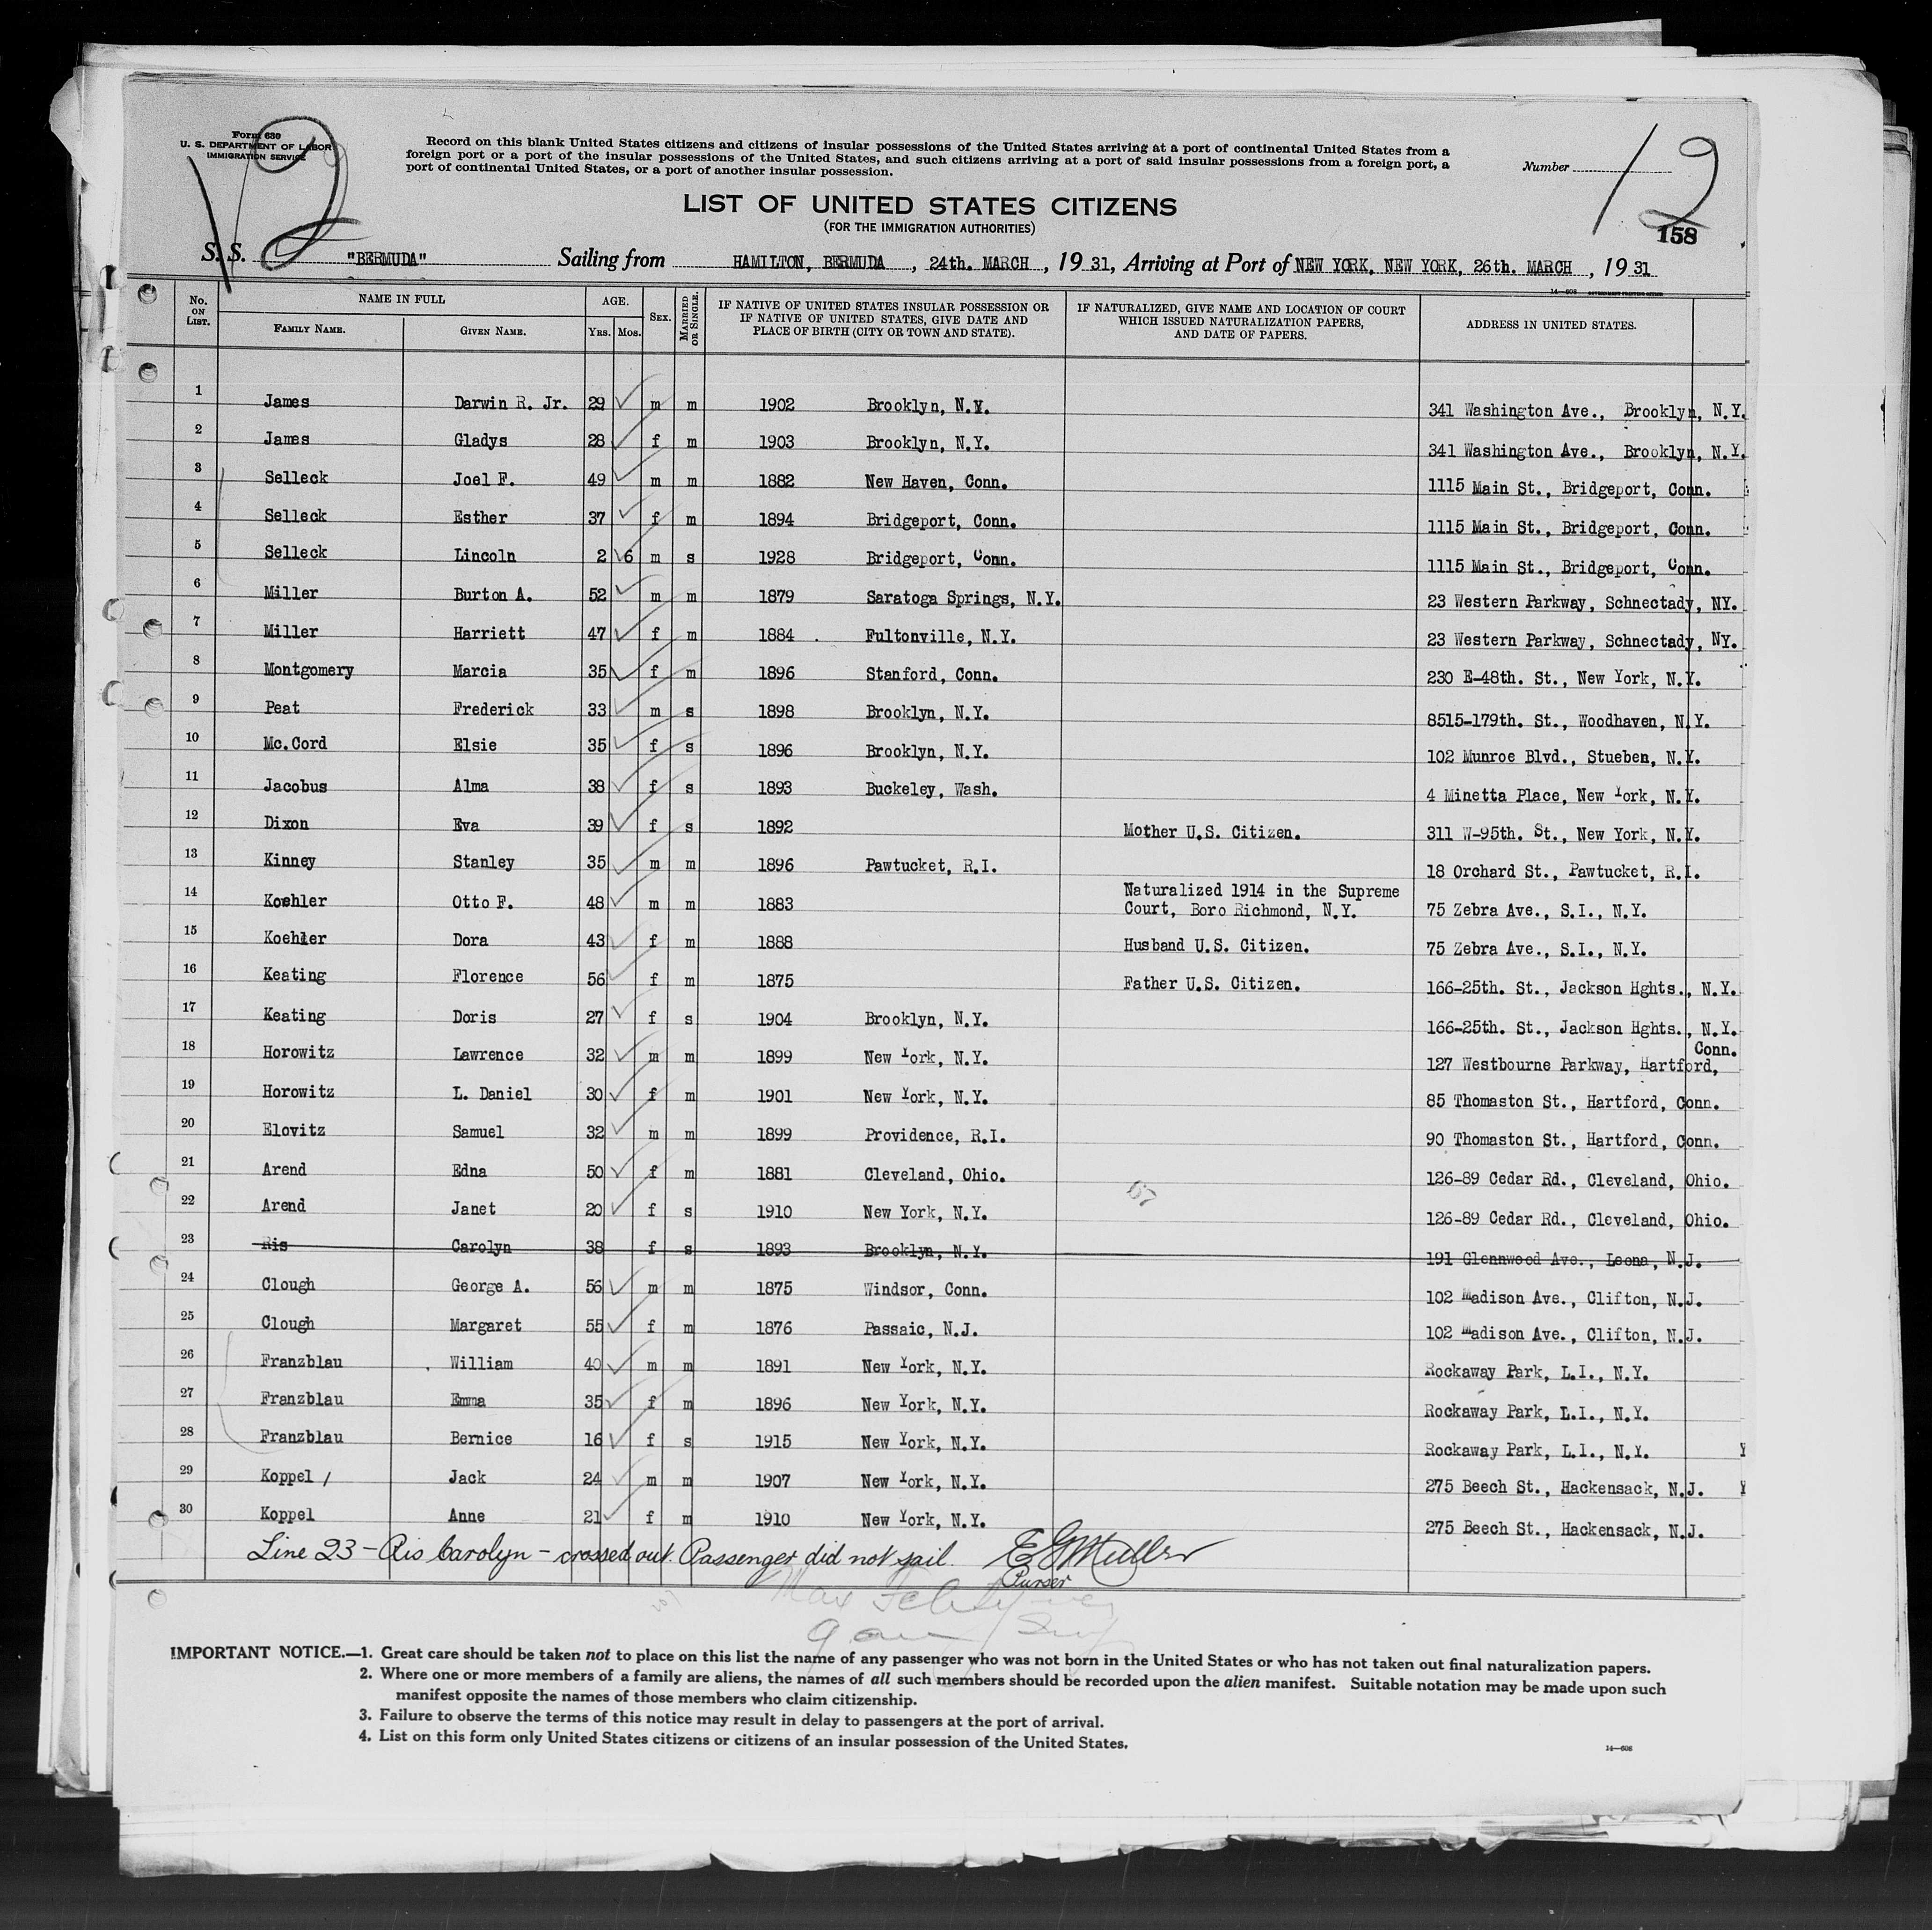 Form 630
U. S. DEPARTMENT OF LABOR
IMMIGRATION SERVICE
12
Record on this blank United States citizens and citizens of insular possessions of the United States arriving at a port of continental United States from a
foreign port or a port of the insular possessions of the United States, and such citizens arriving at a port of said insular possessions from a foreign port, a
port of continental United States, or a port of another insular possession.
Number 12
LIST OF UNITED STATES CITIZENS
(FOR THE IMMIGRATION AUTHORITIES)
158
S. S. "BERMUDA" Sailing from HAMILTON, BERMUDA, 24th. MARCH, 1931, Arriving at Port of NEW YORK, NEW YORK, 26th. MARCH, 1931
14—608 GOVERNMENT PRINTING OFFICE
No. ON LIST. NAME IN FULL FAMILY NAME. GIVEN NAME. AGE. Yrs. Mos. SEX. MARRIED OR SINGLE. IF NATIVE OF UNITED STATES INSULAR POSSESSION OR IF NATIVE OF UNITED STATES, GIVE DATE AND PLACE OF BIRTH (CITY OR TOWN AND STATE). IF NATURALIZED, GIVE NAME AND LOCATION OF COURT WHICH ISSUED NATURALIZATION PAPERS, AND DATE OF PAPERS. ADDRESS IN UNITED STATES.
1 James Darwin R. Jr. 29 m m 1902 Brooklyn, N.Y. 341 Washington Ave., Brooklyn, N.Y.
2 James Gladys 28 f m 1903 Brooklyn, N.Y. 341 Washington Ave., Brooklyn, N.Y.
3 Selleck Joel F. 49 m m 1882 New Haven, Conn. 1115 Main St., Bridgeport, Conn.
4 Selleck Esther 37 f m 1894 Bridgeport, Conn. 1115 Main St., Bridgeport, Conn.
5 Selleck Lincoln 2 6 m s 1928 Bridgeport, Conn. 1115 Main St., Bridgeport, Conn.
6 Miller Burton A. 52 m m 1879 Saratoga Springs, N.Y. 23 Western Parkway, Schnectady, NY.
7 Miller Harriett 47 f m 1884 . Fultonville, N.Y. 23 Western Parkway, Schnectady, NY.
8 Montgomery Marcia 35 f m 1896 Stanford, Conn. 230 E-48th. St., New York, N.Y.
9 Peat Frederick 33 m s 1898 Brooklyn, N.Y. 8515-179th. St., Woodhaven, N.Y.
10 Mc.Cord Elsie 35 f s 1896 Brooklyn, N.Y. 102 Munroe Blvd., Stueben, N.Y.
11 Jacobus Alma 38 f s 1893 Buckeley, Wash. 4 Minetta Place, New York, N.Y.
12 Dixon Eva 39 f s 1892 Mother U.S. Citizen. 311 W-95th. St., New York, N.Y.
13 Kinney Stanley 35 m m 1896 Pawtucket, R.I. 18 Orchard St., Pawtucket, R.I.
14 Koehler Otto F. 48 m m 1883 Naturalized 1914 in the Supreme
Court, Boro Richmond, N.Y. 75 Zebra Ave., S.I., N.Y.
15 Koehler Dora 43 f m 1888 Husband U.S. Citizen. 75 Zebra Ave., S.I., N.Y.
16 Keating Florence 56 f m 1875 Father U.S. Citizen. 166-25th. St., Jackson Hghts., N.Y.
17 Keating Doris 27 f s 1904 Brooklyn, N.Y. 166-25th. St., Jackson Hghts., N.Y.
18 Horowitz Lawrence 32 m m 1899 New York, N.Y. 127 Westbourne Parkway, Hartford, Conn.
19 Horowitz L. Daniel 30 f m 1901 New York, N.Y. 85 Thomaston St., Hartford, Conn.
20 Elovitz Samuel 32 m m 1899 Providence, R.I. 90 Thomaston St., Hartford, Conn.
21 Arend Edna 50 f m 1881 Cleveland, Ohio. 126-89 Cedar Rd., Cleveland, Ohio.
67
22 Arend Janet 20 f s 1910 New York, N.Y. 126-89 Cedar Rd., Cleveland, Ohio.
23 Ris Carolyn 38 f s 1893 Brooklyn, N.Y. 191 Glennwood Ave., Leona, N.J.
24 Clough George A. 56 m m 1875 Windsor, Conn. 102 Madison Ave., Clifton, N.J.
25 Clough Margaret 55 f m 1876 Passaic, N.J. 102 Madison Ave., Clifton, N.J.
26 Franzblau William 40 m m 1891 New York, N.Y. Rockaway Park, L.I., N.Y.
27 Franzblau Emma 35 f m 1896 New York, N.Y. Rockaway Park, L.I., N.Y.
28 Franzblau Bernice 16 f s 1915 New York, N.Y. Rockaway Park, L.I., N.Y.
29 Koppel Jack 24 m m 1907 New York, N.Y. 275 Beech St., Hackensack, N.J.
30 Koppel Anne 21 f m 1910 New York, N.Y. 275 Beech St., Hackensack, N.J.
Line 23 - Ris Carolyn - crossed out. Passenger did not sail. E G Muller
Purser
IMPORTANT NOTICE.—1. Great care should be taken not to place on this list the name of any passenger who was not born in the United States or who has not taken out final naturalization papers.
2. Where one or more members of a family are aliens, the names of all such members should be recorded upon the alien manifest. Suitable notation may be made upon such
manifest opposite the names of those members who claim citizenship.
3. Failure to observe the terms of this notice may result in delay to passengers at the port of arrival.
4. List on this form only United States citizens or citizens of an insular possession of the United States.
14—608